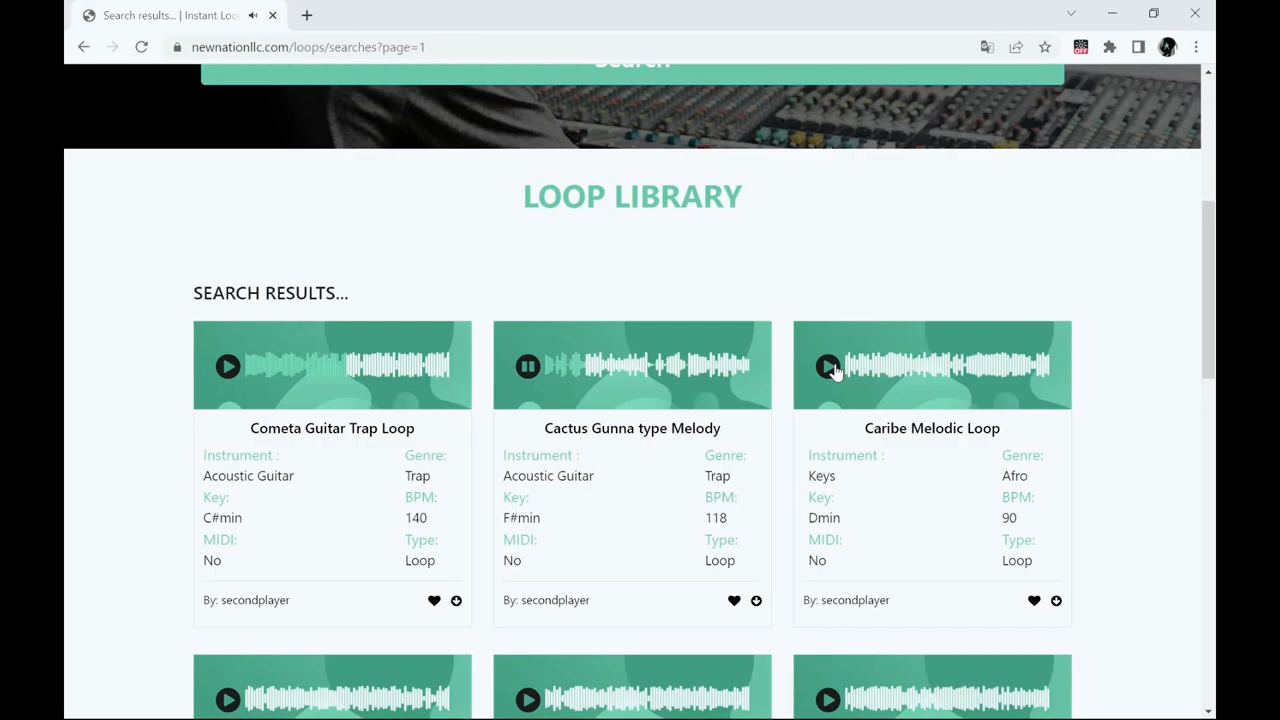 Search results... | Instant Loo
newnationllc.com/loops/searches?page=1
OFF
Search
LOOP LIBRARY
SEARCH RESULTS...
Cometa Guitar Trap Loop
Instrument : Genre:
Acoustic Guitar Trap
Key: BPM:
C#min 140
MIDI: Type:
No Loop
By: secondplayer
Cactus Gunna type Melody
Instrument : Genre:
Acoustic Guitar Trap
Key: BPM:
F#min 118
MIDI: Type:
No Loop
By: secondplayer
Caribe Melodic Loop
Instrument : Genre:
Keys Afro
Key: BPM:
Dmin 90
MIDI: Type:
No Loop
By: secondplayer